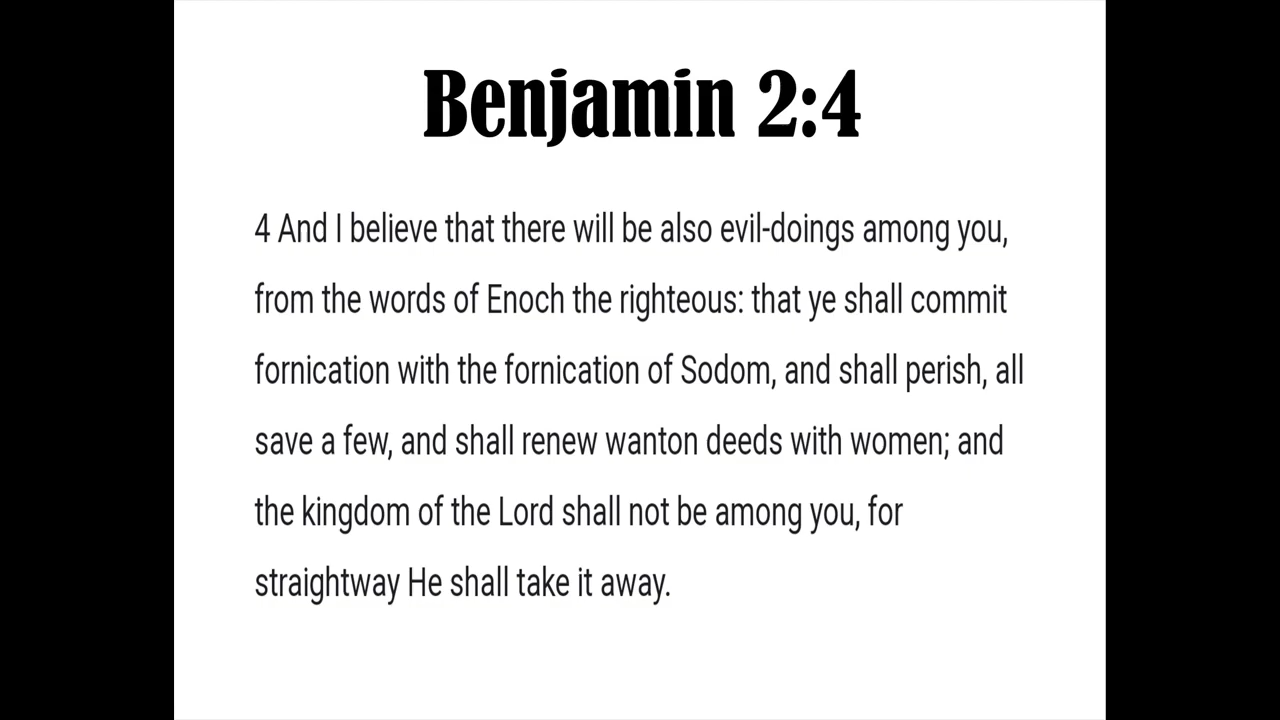 Benjamin 2:4
4 And I believe that there will be also evil-doings among you,
from the words of Enoch the righteous: that ye shall commit
fornication with the fornication of Sodom, and shall perish, all
save a few, and shall renew wanton deeds with women; and
the kingdom of the Lord shall not be among you, for
straightway He shall take it away.